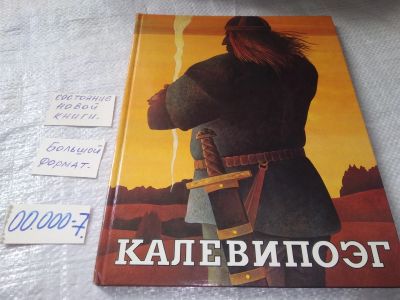 состояние
новой
книги.
Большой
формат.
00.000-7
КАЛЕВИПОЭГ